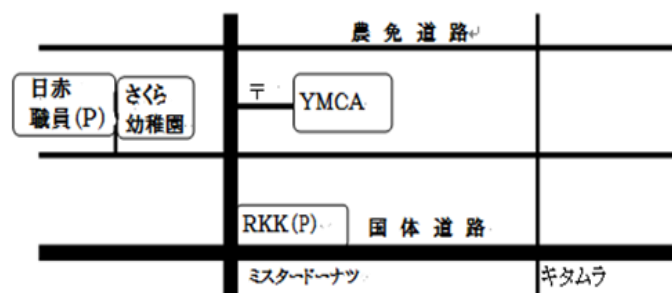 農免道路
日赤
職員(P)
さくら
幼稚園
〒
YMCA
RKK(P)
国体道路
ミスタードーナツ
キタムラ